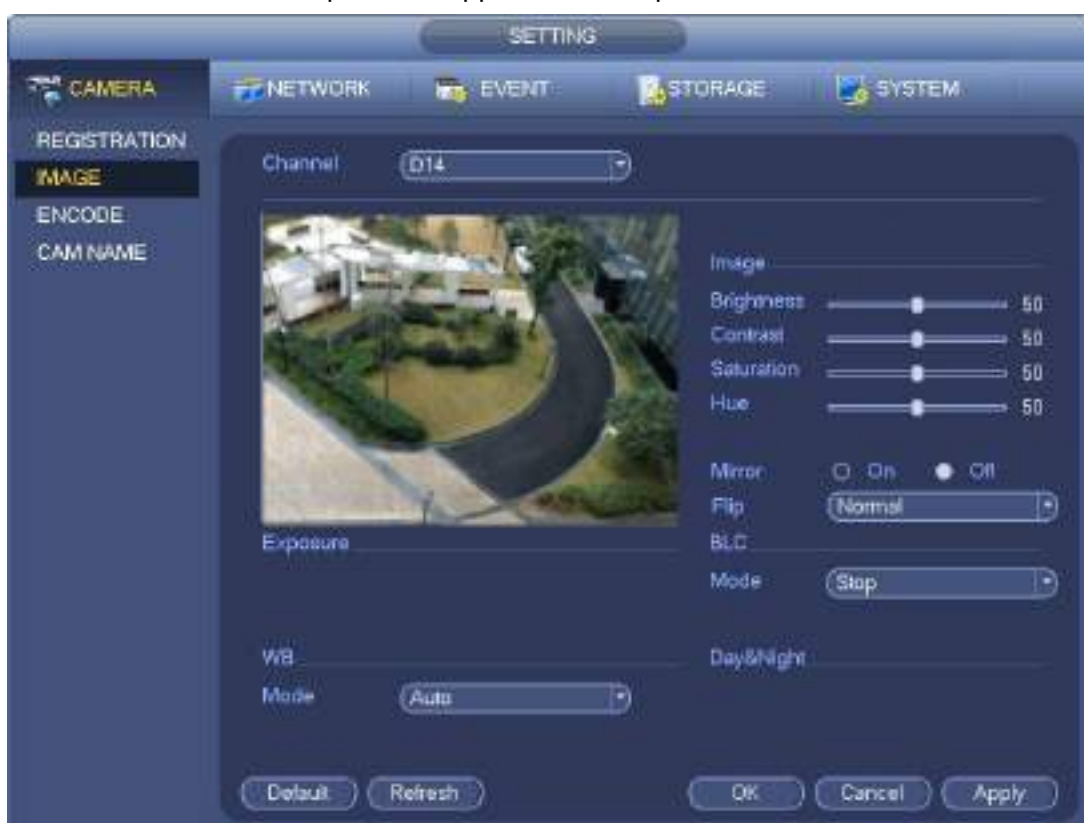 SETTING
CAMERA NETWORK EVENT STORAGE SYSTEM
REGISTRATION
IMAGE
ENCODE
CAM NAME
Channel D14
Image
Brightness 50
Contrast 50
Saturation 50
Hue 50
Mirror On Off
Flip Normal
Exposure
BLC
Mode Stop
WB
Day&Night
Mode Auto
Default Refresh OK Cancel Apply